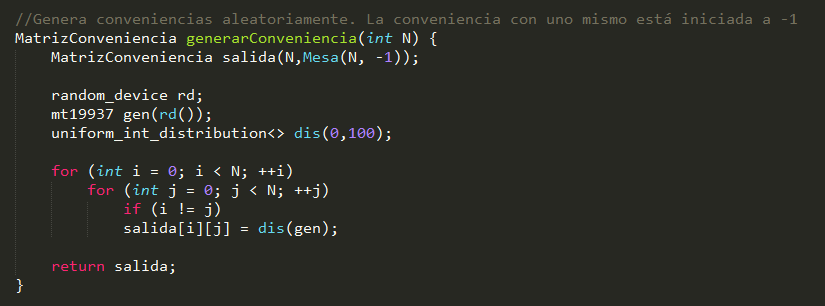 //Genera conveniencias aleatoriamente. La conveniencia con uno mismo está iniciada a -1
MatrizConveniencia generarConveniencia(int N) {
    MatrizConveniencia salida(N,Mesa(N, -1));

    random_device rd;
    mt19937 gen(rd());
    uniform_int_distribution<> dis(0,100);

    for (int i = 0; i < N; ++i)
        for (int j = 0; j < N; ++j)
            if (i != j)
            salida[i][j] = dis(gen);

    return salida;
}